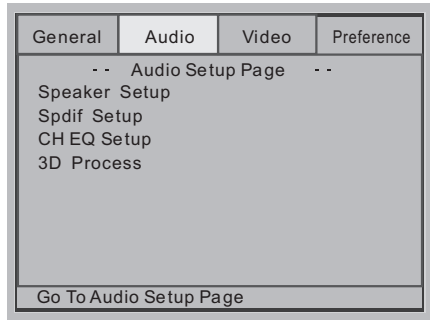 General Audio Video Preference
-- Audio Setup Page --
Speaker Setup
Spdif Setup
CH EQ Setup
3D Process
Go To Audio Setup Page